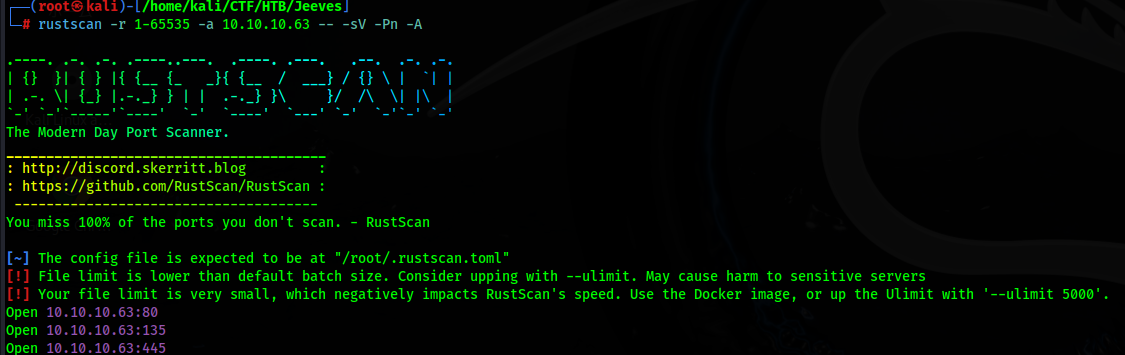 ┌──(root㉿kali)-[/home/kali/CTF/HTB/Jeeves]
└─# rustscan -r 1-65535 -a 10.10.10.63 -- -sV -Pn -A
.----. .-. .-. .----..---.  .----. .---.   .--.  .-. .-.
| {}  }| { } |{ {__ {_   _}{ {__  /  ___} / {} \ |  `| |
| .-. \| {_} |.-._} } | |  .-._} }\     }/  /\  \| |\  |
`-' `-'`-----'`----'  `-'  `----'  `---' `-'  `-'`-' `-'
The Modern Day Port Scanner.
________________________________________
: http://discord.skerritt.blog         :
: https://github.com/RustScan/RustScan :
 --------------------------------------
You miss 100% of the ports you don't scan. - RustScan
[~] The config file is expected to be at "/root/.rustscan.toml"
[!] File limit is lower than default batch size. Consider upping with --ulimit. May cause harm to sensitive servers
[!] Your file limit is very small, which negatively impacts RustScan's speed. Use the Docker image, or up the Ulimit with '--ulimit 5000'.
Open 10.10.10.63:80
Open 10.10.10.63:135
Open 10.10.10.63:445